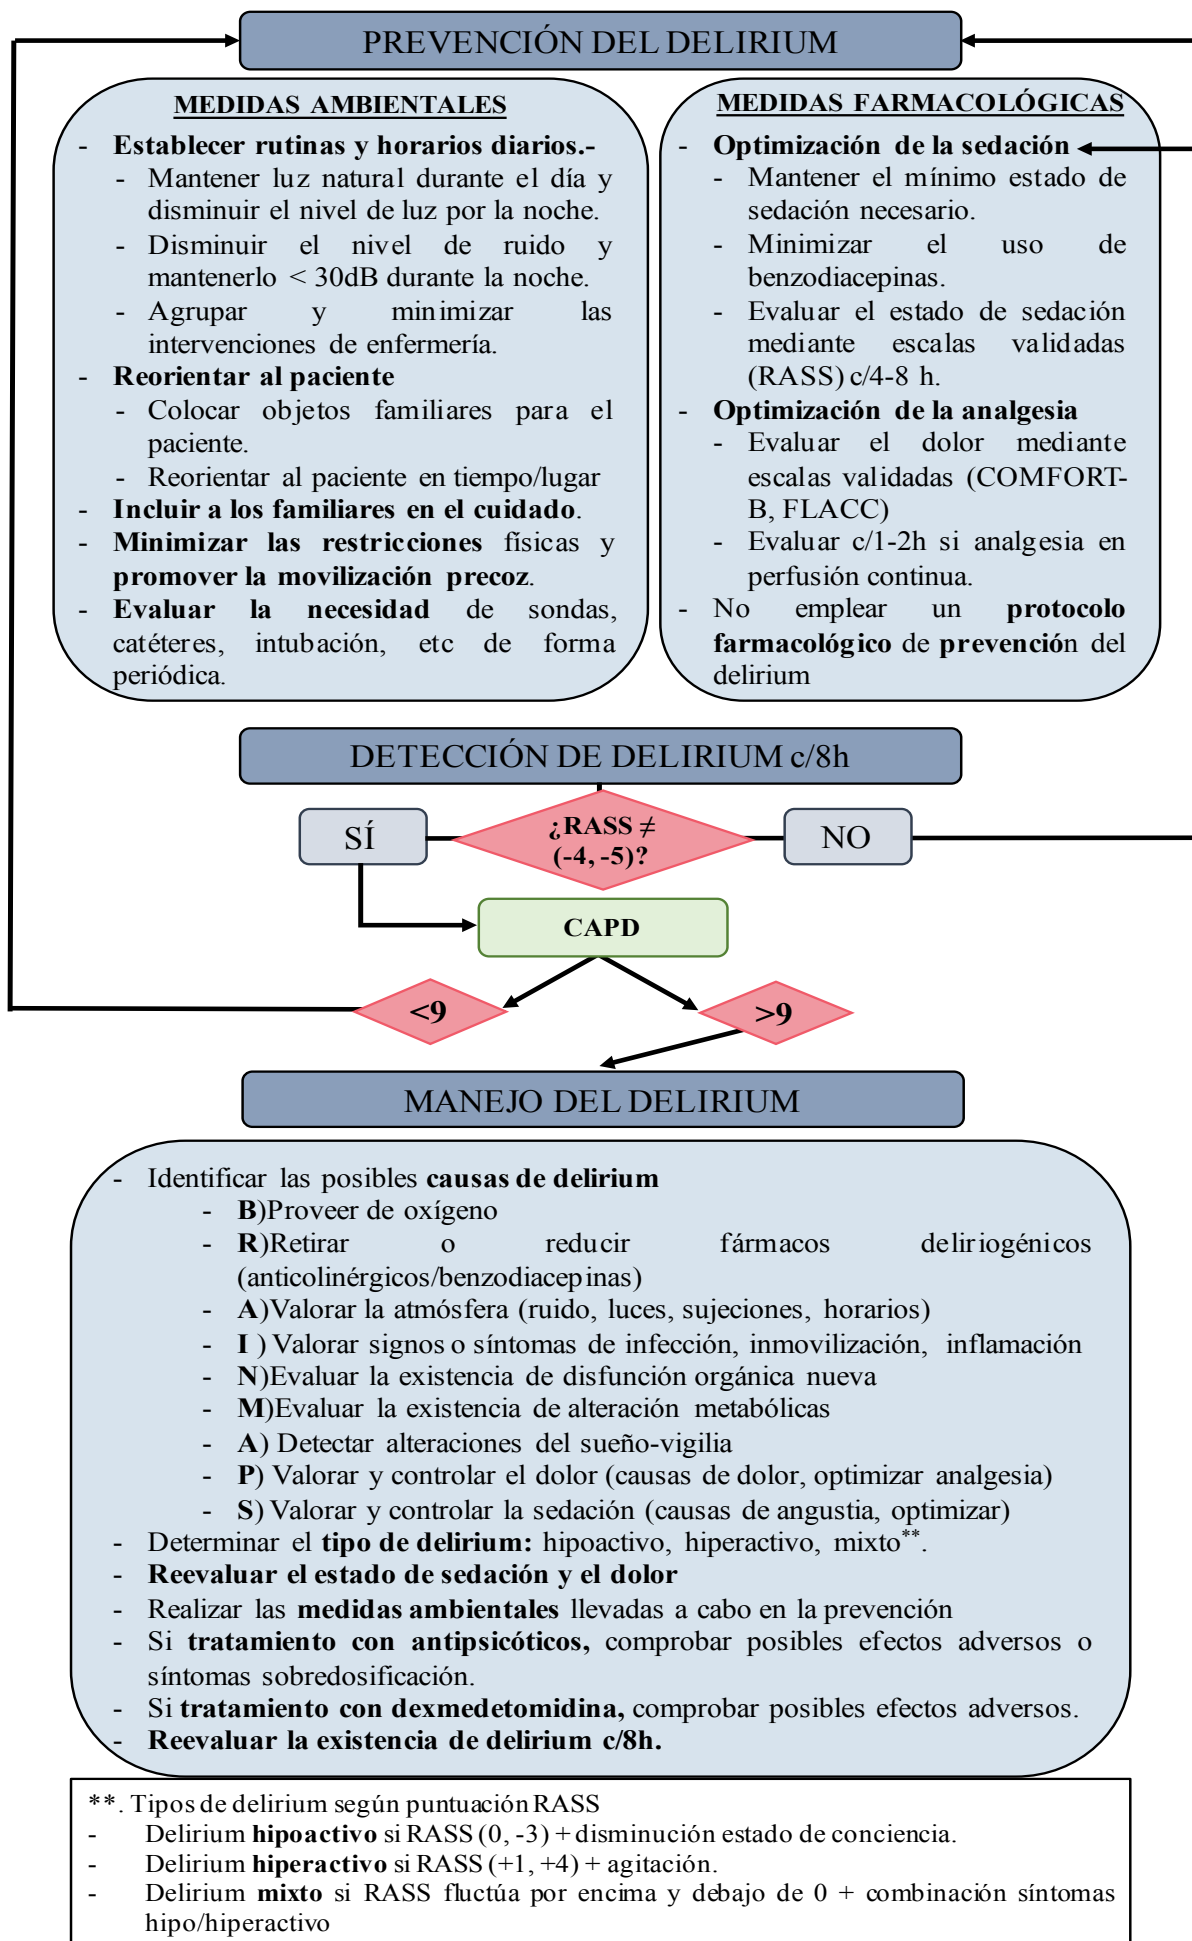 PREVENCIÓN DEL DELIRIUM
MEDIDAS AMBIENTALES
- Establecer rutinas y horarios diarios.-
- Mantener luz natural durante el día y
disminuir el nivel de luz por la noche.
- Disminuir el nivel de ruido y
mantenerlo < 30dB durante la noche.
- Agrupar y minimizar las
intervenciones de enfermería.
- Reorientar al paciente
- Colocar objetos familiares para el
paciente.
- Reorientar al paciente en tiempo/lugar
- Incluir a los familiares en el cuidado.
- Minimizar las restricciones físicas y
promover la movilización precoz.
- Evaluar la necesidad de sondas,
catéteres, intubación, etc de forma
periódica.
MEDIDAS FARMACOLÓGICAS
- Optimización de la sedación
- Mantener el mínimo estado de
sedación necesario.
- Minimizar el uso de
benzodiacepinas.
- Evaluar el estado de sedación
mediante escalas validadas
(RASS) c/4-8 h.
- Optimización de la analgesia
- Evaluar el dolor mediante
escalas validadas (COMFORT-
B, FLACC)
- Evaluar c/1-2h si analgesia en
perfusión continua.
- No emplear un protocolo
farmacológico de prevención del
delirium
DETECCIÓN DE DELIRIUM c/8h
SÍ
¿RASS ≠
(-4, -5)?
NO
CAPD
<9
>9
MANEJO DEL DELIRIUM
- Identificar las posibles causas de delirium
- B)Proveer de oxígeno
- R)Retirar o reducir fármacos deliriogénicos
(anticolinérgicos/benzodiacepinas)
- A)Valorar la atmósfera (ruido, luces, sujeciones, horarios)
- I ) Valorar signos o síntomas de infección, inmovilización, inflamación
- N)Evaluar la existencia de disfunción orgánica nueva
- M)Evaluar la existencia de alteración metabólicas
- A) Detectar alteraciones del sueño-vigilia
- P) Valorar y controlar el dolor (causas de dolor, optimizar analgesia)
- S) Valorar y controlar la sedación (causas de angustia, optimizar)
- Determinar el tipo de delirium: hipoactivo, hiperactivo, mixto**.
- Reevaluar el estado de sedación y el dolor
- Realizar las medidas ambientales llevadas a cabo en la prevención
- Si tratamiento con antipsicóticos, comprobar posibles efectos adversos o
síntomas sobredosificación.
- Si tratamiento con dexmedetomidina, comprobar posibles efectos adversos.
- Reevaluar la existencia de delirium c/8h.
**. Tipos de delirium según puntuación RASS
- Delirium hipoactivo si RASS (0, -3) + disminución estado de conciencia.
- Delirium hiperactivo si RASS (+1, +4) + agitación.
- Delirium mixto si RASS fluctúa por encima y debajo de 0 + combinación síntomas
hipo/hiperactivo